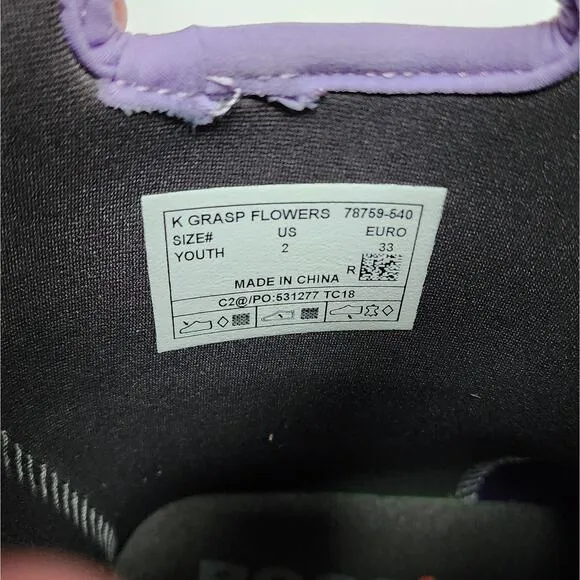 K GRASP FLOWERS 78759-540
SIZE# US EURO
YOUTH 2 33
R
MADE IN CHINA
C2@/PO:531277 TC18